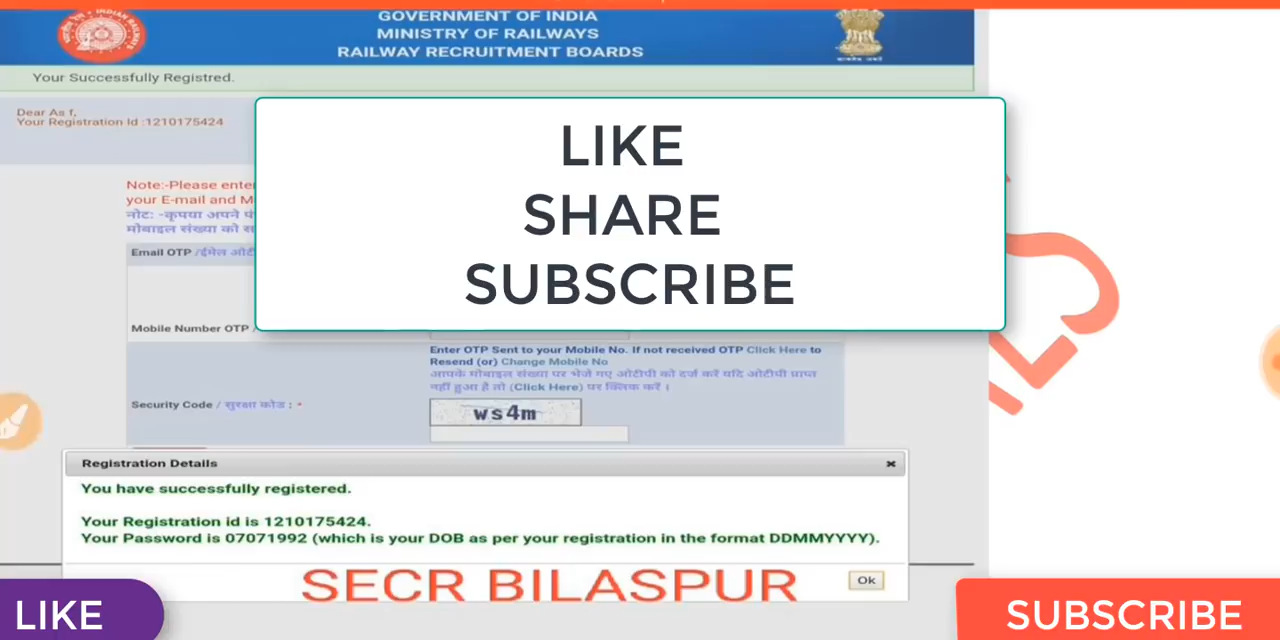 INDIAN RAILWAYS
GOVERNMENT OF INDIA
MINISTRY OF RAILWAYS
RAILWAY RECRUITMENT BOARDS
Your Successfully Registred.
Dear As f,
Your Registration Id :1210175424
LIKE
SHARE
SUBSCRIBE
Note:-Please enter
your E-mail and M
नोट: -कृपया अपने पं
मोबाइल संख्या को स
Email OTP /ईमेल ओटी
Mobile Number OTP /
Enter OTP Sent to your Mobile No. If not received OTP Click Here to
Resend (or) Change Mobile No
आपके मोबाइल संख्या पर भेजे गए ओटीपी को दर्ज करें यदि ओटीपी प्राप्त
नहीं हुआ है तो (Click Here) पर क्लिक करें ।
Security Code / सुरक्षा कोड : *
ws4m
Registration Details
You have successfully registered.
Your Registration id is 1210175424.
Your Password is 07071992 (which is your DOB as per your registration in the format DDMMYYYY).
Ok
SECR BILASPUR
LIKE
SUBSCRIBE